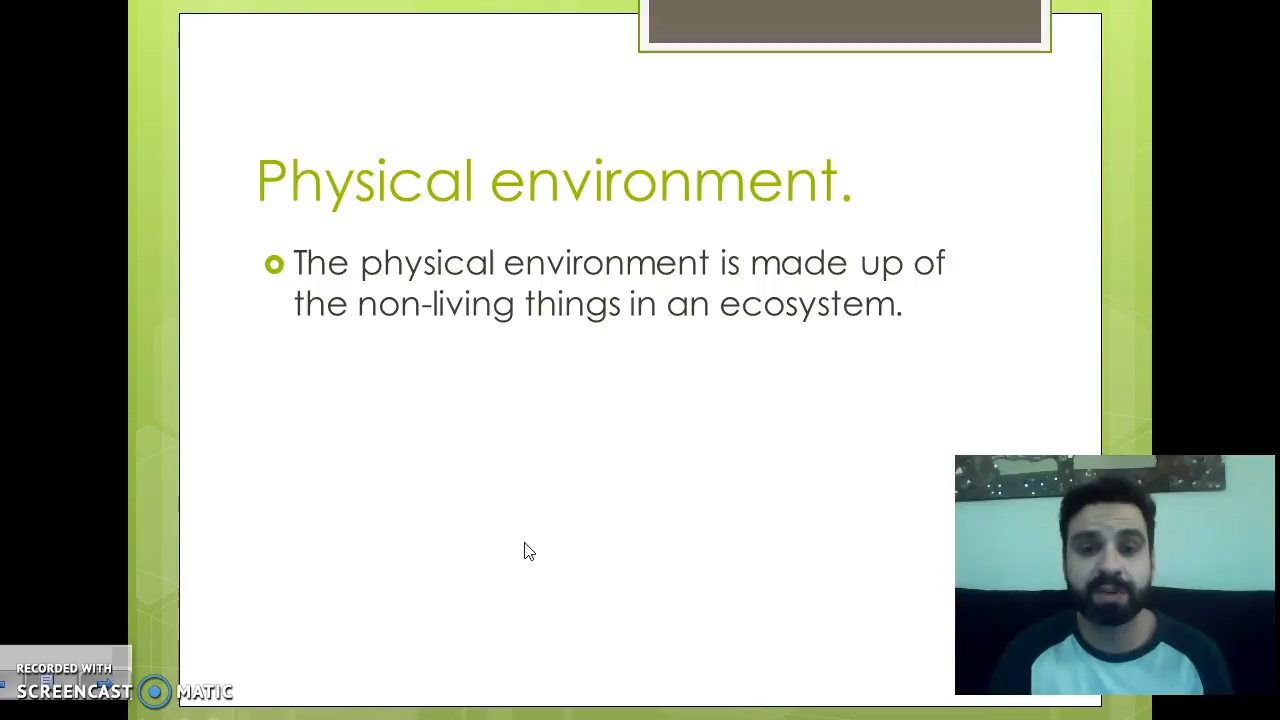 Physical environment.
The physical environment is made up of
the non-living things in an ecosystem.
RECORDED WITH
SCREENCAST MATIC